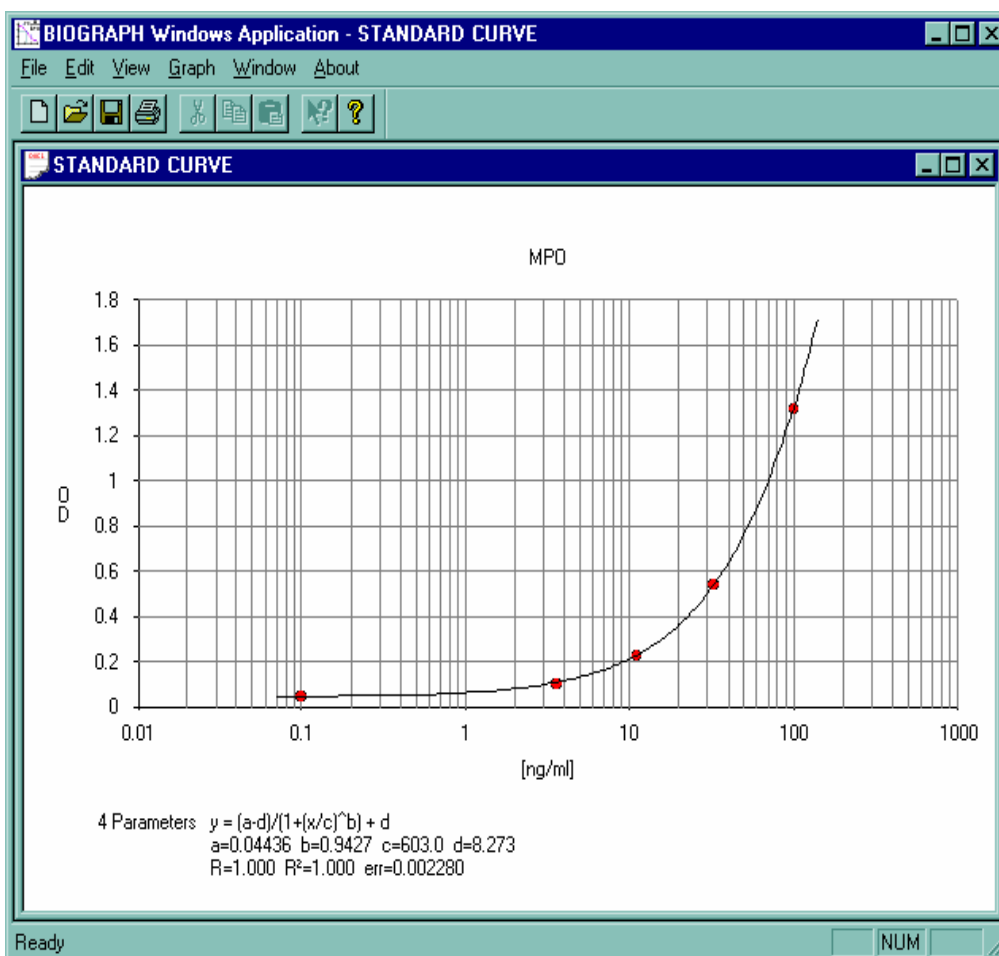 BIOGRAPH Windows Application - STANDARD CURVE
File Edit View Graph Window About
STANDARD CURVE
MPO
1.8
1.6
1.4
1.2
1
0.8
0.6
0.4
0.2
0
OD
0.01 0.1 1 10 100 1000
[ng/ml]
4 Parameters y = (a-d)/(1+(x/c)^b) + d
a=0.04436 b=0.9427 c=603.0 d=8.273
R=1.000 R²=1.000 err=0.002280
Ready NUM